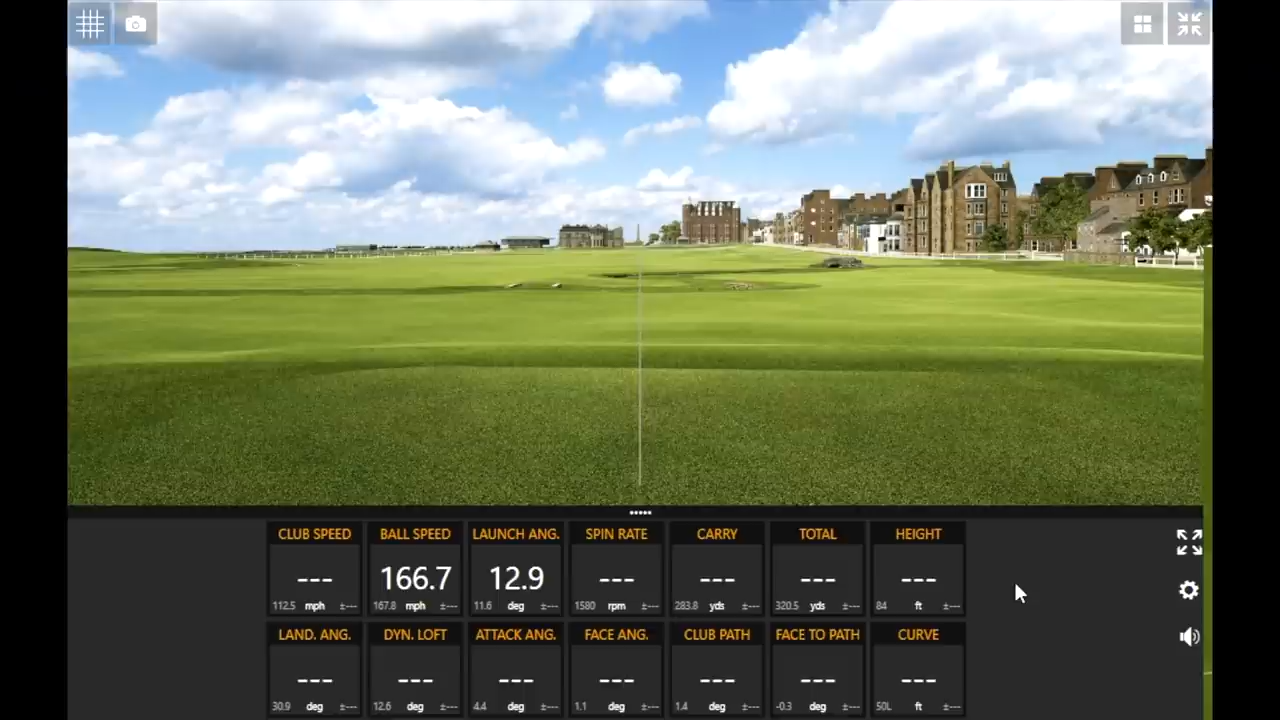 CLUB SPEED BALL SPEED LAUNCH ANG. SPIN RATE CARRY TOTAL HEIGHT
--- 166.7 12.9 --- --- --- ---
112.5 mph ±--- 167.8 mph ±--- 11.6 deg ±--- 1580 rpm ±--- 283.8 yds ±--- 320.5 yds ±--- 84 ft ±---
LAND. ANG. DYN. LOFT ATTACK ANG. FACE ANG. CLUB PATH FACE TO PATH CURVE
--- --- --- --- --- --- ---
30.9 deg ±--- 12.6 deg ±--- 4.4 deg ±--- 1.1 deg ±--- 1.4 deg ±--- -0.3 deg ±--- 50L ft ±---